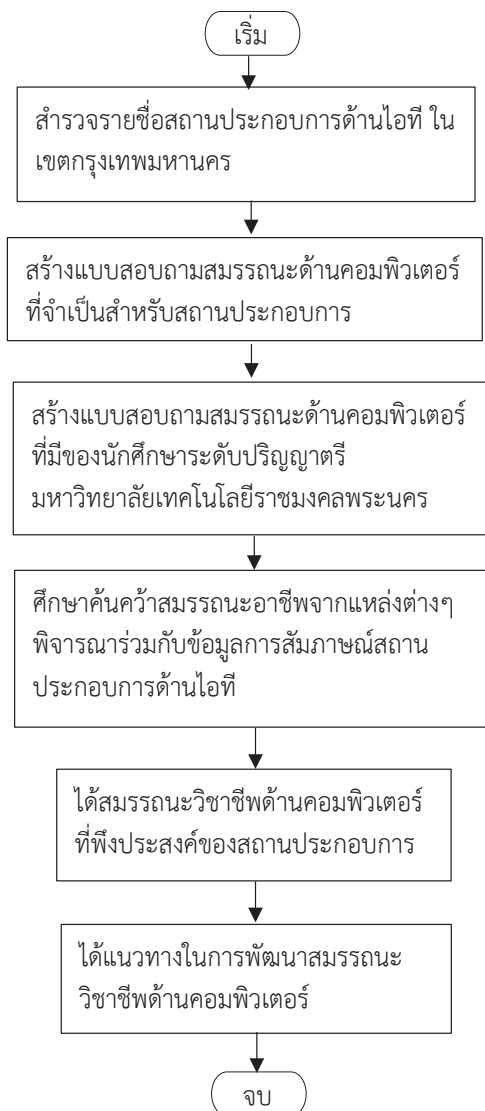 เริ่ม
สำรวจรายชื่อสถานประกอบการด้านไอที ใน
เขตกรุงเทพมหานคร
สร้างแบบสอบถามสมรรถนะด้านคอมพิวเตอร์
ที่จำเป็นสำหรับสถานประกอบการ
สร้างแบบสอบถามสมรรถนะด้านคอมพิวเตอร์
ที่มีของนักศึกษาระดับปริญญาตรี
มหาวิทยาลัยเทคโนโลยีราชมงคลพระนคร
ศึกษาค้นคว้าสมรรถนะอาชีพจากแหล่งต่างๆ
พิจารณาร่วมกับข้อมูลการสัมภาษณ์สถาน
ประกอบการด้านไอที
ได้สมรรถนะวิชาชีพด้านคอมพิวเตอร์
ที่พึงประสงค์ของสถานประกอบการ
ได้แนวทางในการพัฒนาสมรรถนะ
วิชาชีพด้านคอมพิวเตอร์
จบ